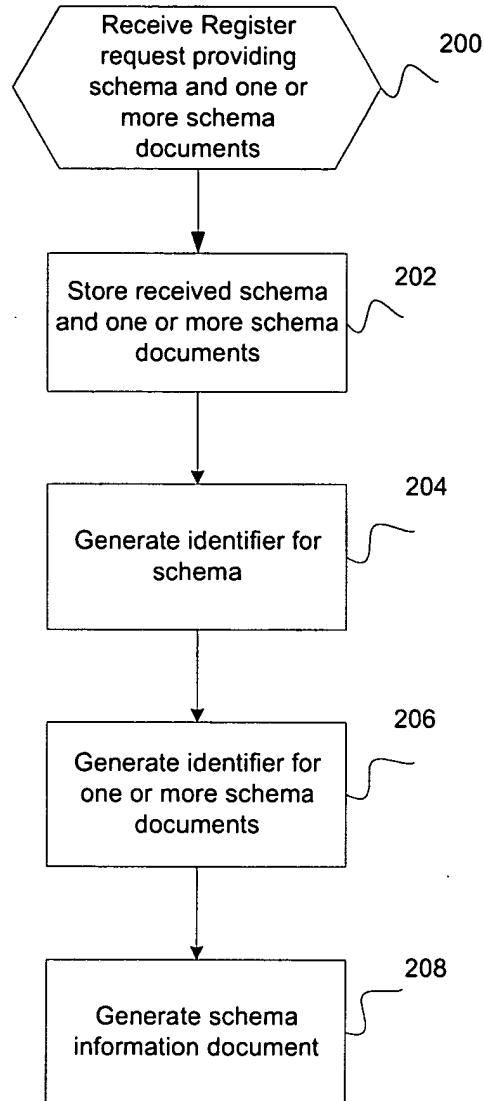 Receive Register
request providing
schema and one or
more schema
documents
200
Store received schema
and one or more schema
documents
202
Generate identifier for
schema
204
Generate identifier for
one or more schema
documents
206
Generate schema
information document
208